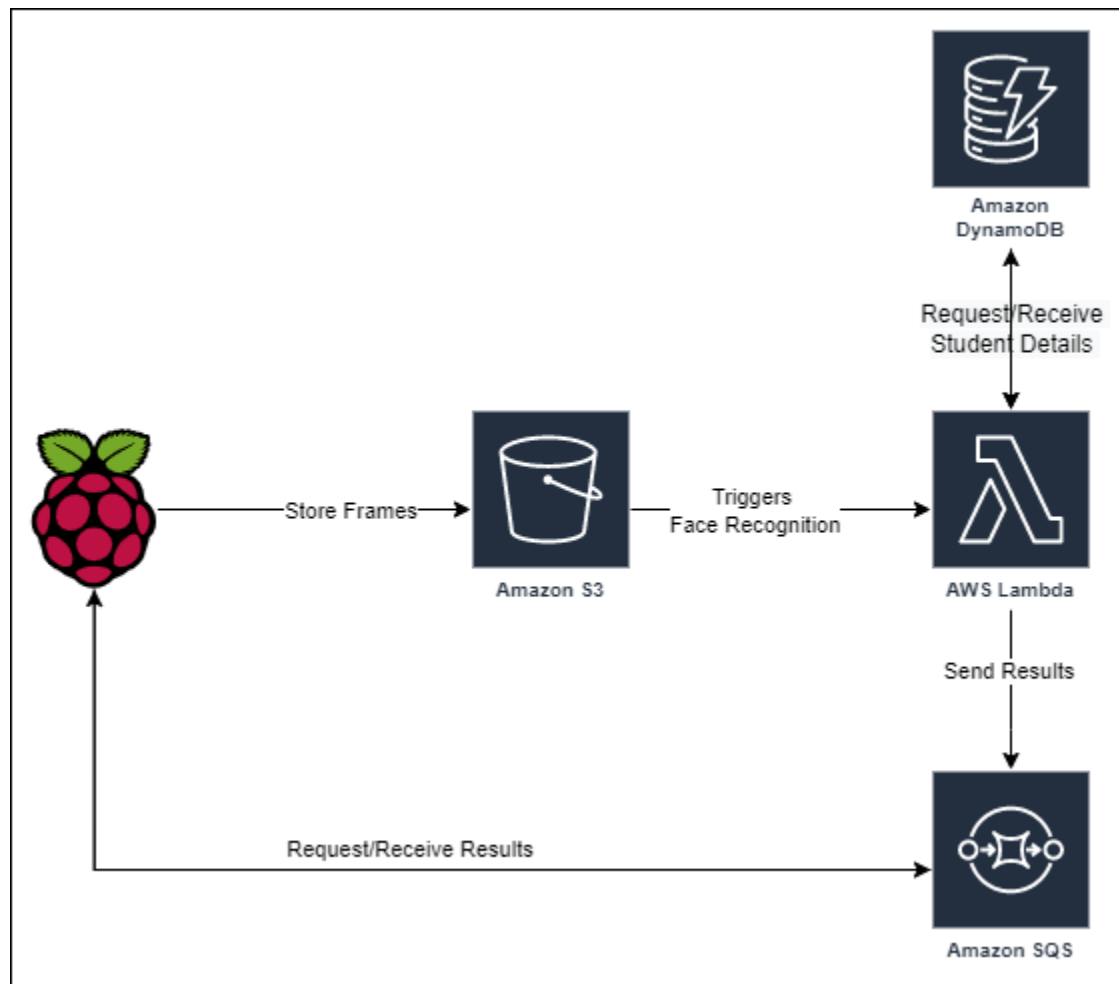 Amazon
DynamoDB
Request/Receive
Student Details
Store Frames
Amazon S3
Triggers
Face Recognition
AWS Lambda
Send Results
Request/Receive Results
Amazon SQS